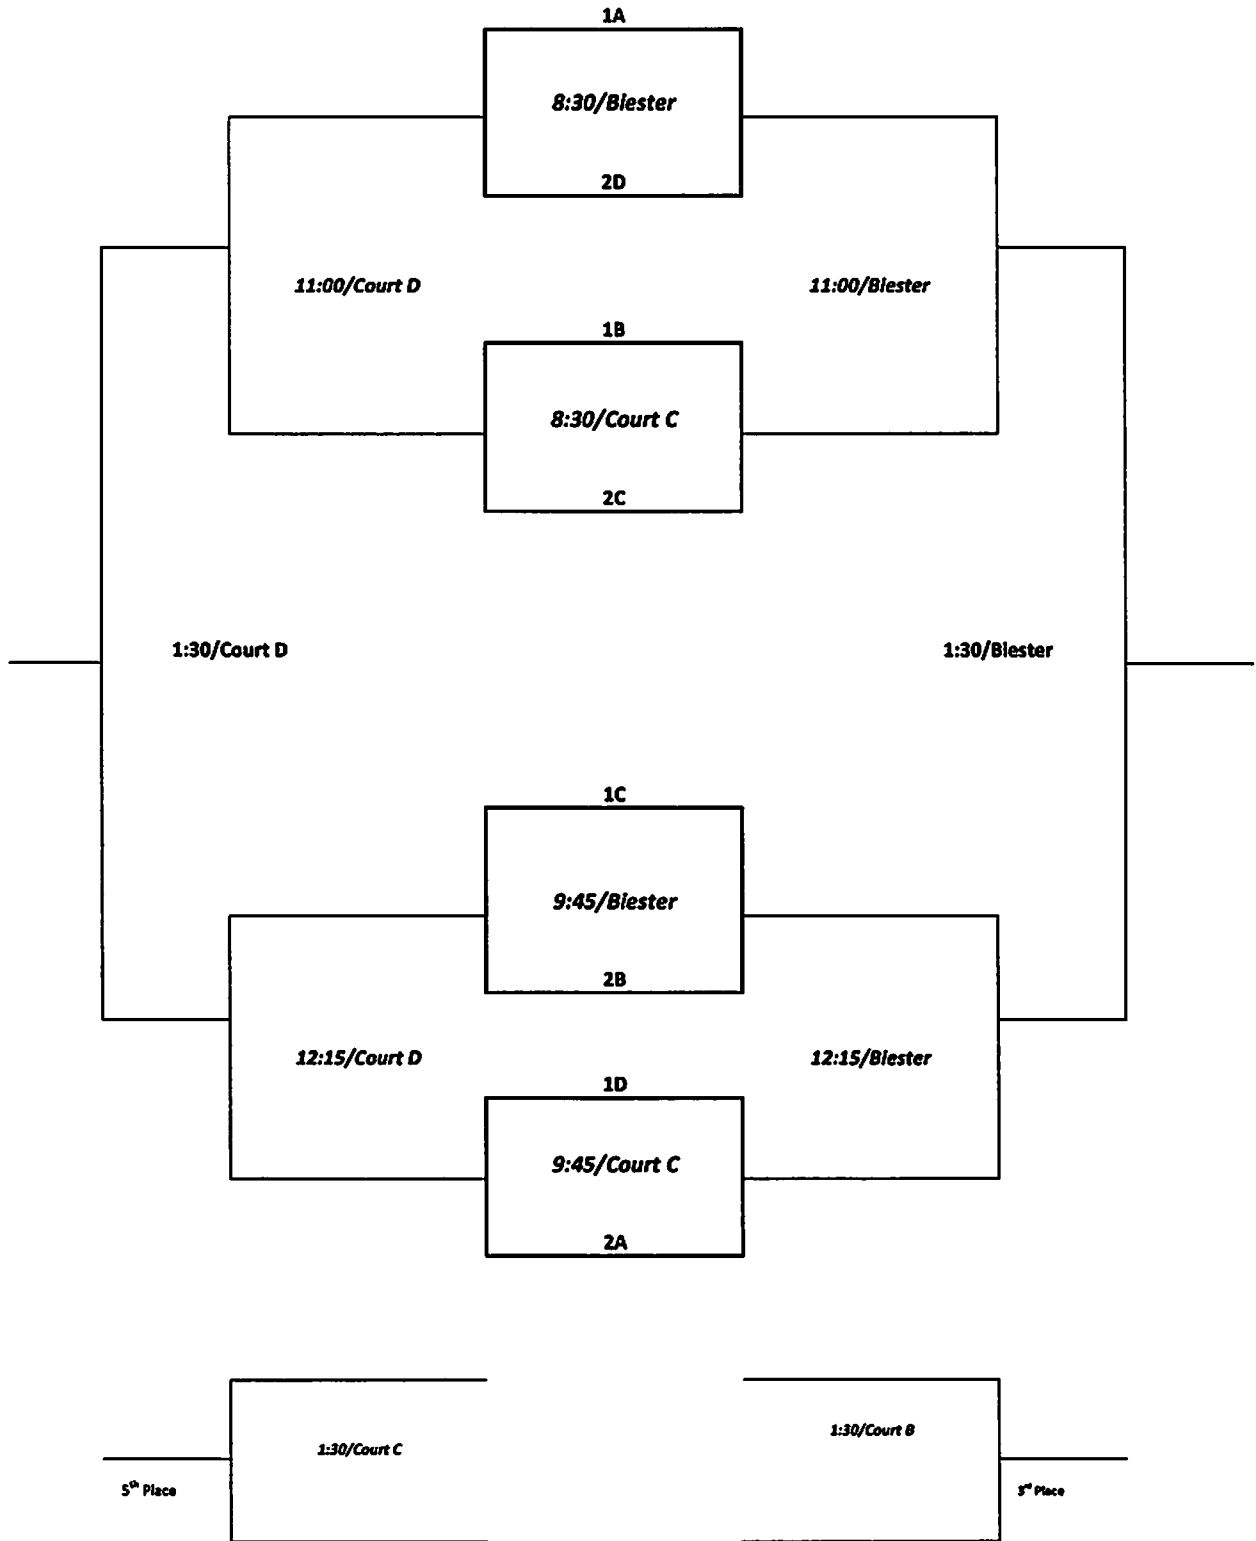 1A
8:30/Biester
2D
11:00/Court D
11:00/Biester
1B
8:30/Court C
2C
1:30/Court D
1:30/Biester
1C
9:45/Biester
2B
12:15/Court D
12:15/Biester
1D
9:45/Court C
2A
1:30/Court C
1:30/Court B
5th Place
3rd Place